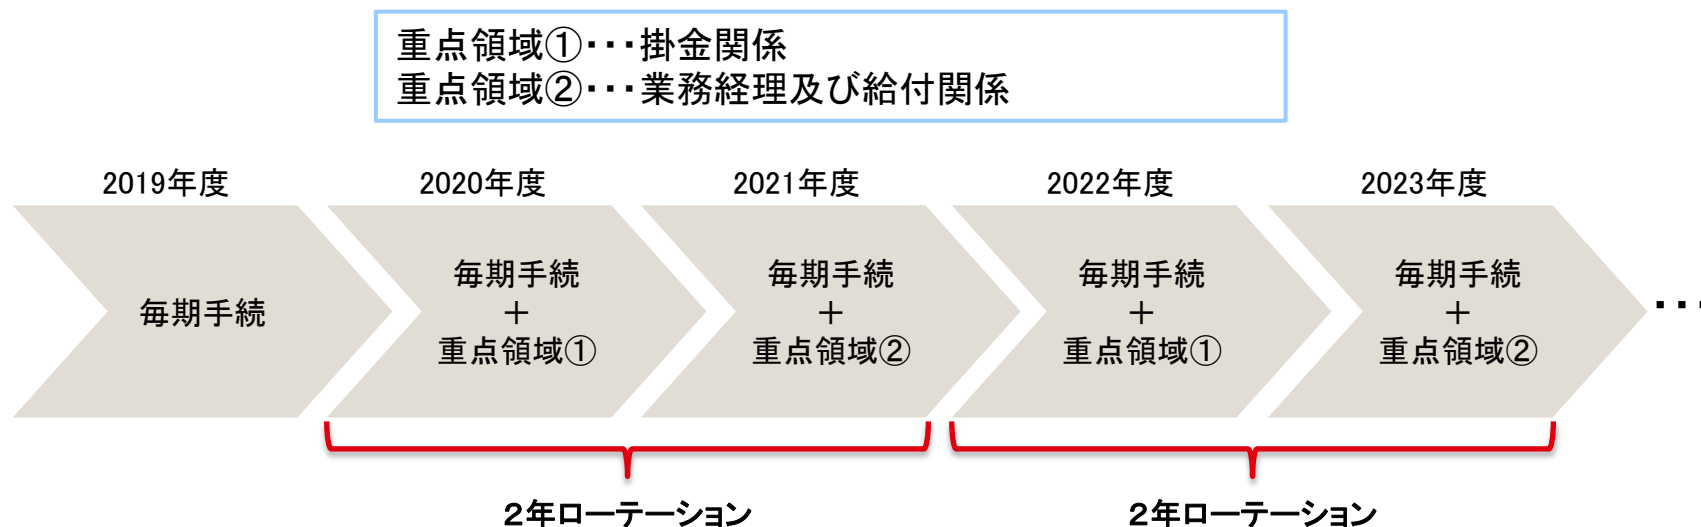 重点領域①・・・掛金関係
重点領域②・・・業務経理及び給付関係
2019年度
2020年度
2021年度
2022年度
2023年度
毎期手続
毎期手続
＋
重点領域①
毎期手続
＋
重点領域②
毎期手続
＋
重点領域①
毎期手続
＋
重点領域②
・・・
２年ローテーション
２年ローテーション